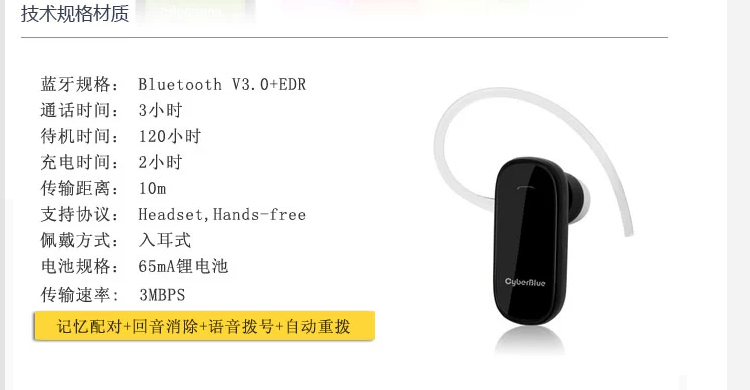 技术规格材质
蓝牙规格： Bluetooth V3.0+EDR
通话时间： 3小时
待机时间： 120小时
充电时间： 2小时
传输距离： 10m
支持协议： Headset,Hands-free
佩戴方式： 入耳式
电池规格： 65mA锂电池
传输速率： 3MBPS
CyberBlue
记忆配对+回音消除+语音拨号+自动重拨